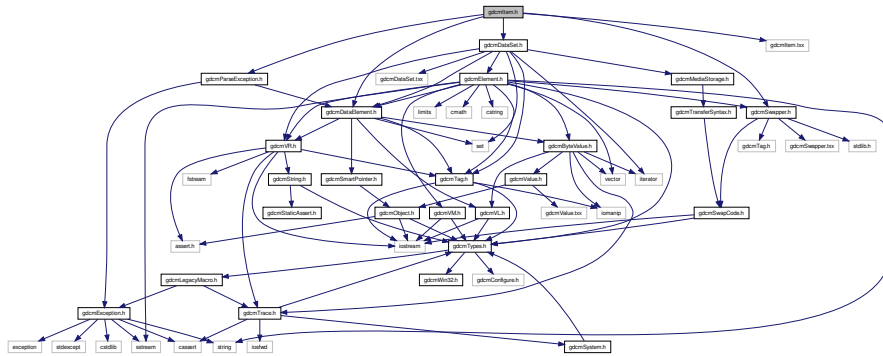 gdcmItem.h
gdcmDataSet.h
gdcmItem.txx
gdcmParseException.h
gdcmDataSet.txx
gdcmElement.h
gdcmMediaStorage.h
gdcmDataElement.h
limits
cmath
cstring
gdcmTransferSyntax.h
gdcmSwapper.h
gdcmVR.h
set
gdcmByteValue.h
gdcmTag.h
gdcmSwapper.txx
stdlib.h
fstream
gdcmString.h
gdcmSmartPointer.h
gdcmTag.h
gdcmValue.h
vector
iterator
gdcmStaticAssert.h
gdcmObject.h
gdcmVM.h
gdcmVL.h
gdcmValue.txx
iomanip
gdcmSwapCode.h
assert.h
iostream
gdcmTypes.h
gdcmLegacyMacro.h
gdcmWin32.h
gdcmConfigure.h
gdcmException.h
gdcmTrace.h
exception
stdexcept
cstdlib
sstream
cassert
string
iosfwd
gdcmSystem.h